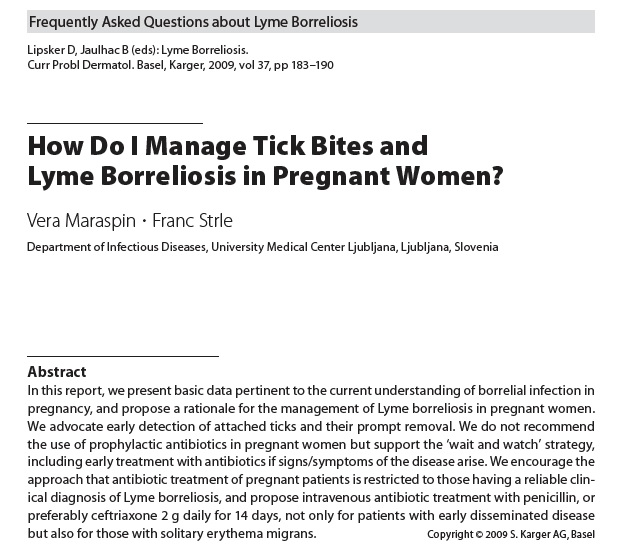 Frequently Asked Questions about Lyme Borreliosis
Lipsker D, Jaulhac B (eds): Lyme Borreliosis.
Curr Probl Dermatol. Basel, Karger, 2009, vol 37, pp 183–190
How Do I Manage Tick Bites and
Lyme Borreliosis in Pregnant Women?
Vera Maraspin · Franc Strle
Department of Infectious Diseases, University Medical Center Ljubljana, Ljubljana, Slovenia
Abstract
In this report, we present basic data pertinent to the current understanding of borrelial infection in
pregnancy, and propose a rationale for the management of Lyme borreliosis in pregnant women.
We advocate early detection of attached ticks and their prompt removal. We do not recommend
the use of prophylactic antibiotics in pregnant women but support the ‘wait and watch’ strategy,
including early treatment with antibiotics if signs/symptoms of the disease arise. We encourage the
approach that antibiotic treatment of pregnant patients is restricted to those having a reliable clin-
ical diagnosis of Lyme borreliosis, and propose intravenous antibiotic treatment with penicillin, or
preferably ceftriaxone 2 g daily for 14 days, not only for patients with early disseminated disease
but also for those with solitary erythema migrans. Copyright © 2009 S. Karger AG, Basel